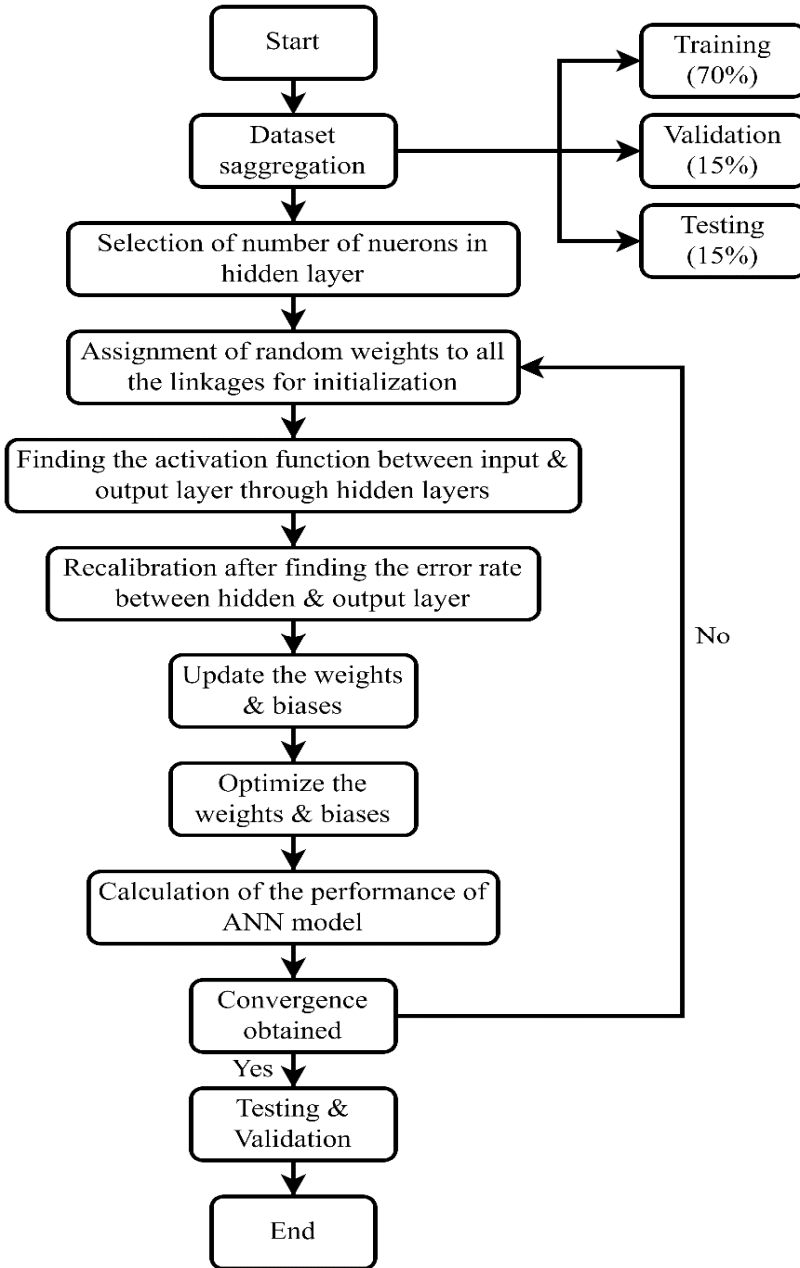 Start
Training
(70%)
Dataset
saggregation
Validation
(15%)
Testing
(15%)
Selection of number of nuerons in
hidden layer
Assignment of random weights to all
the linkages for initialization
Finding the activation function between input &
output layer through hidden layers
Recalibration after finding the error rate
between hidden & output layer
No
Update the weights
& biases
Optimize the
weights & biases
Calculation of the performance of
ANN model
Convergence
obtained
Yes
Testing &
Validation
End